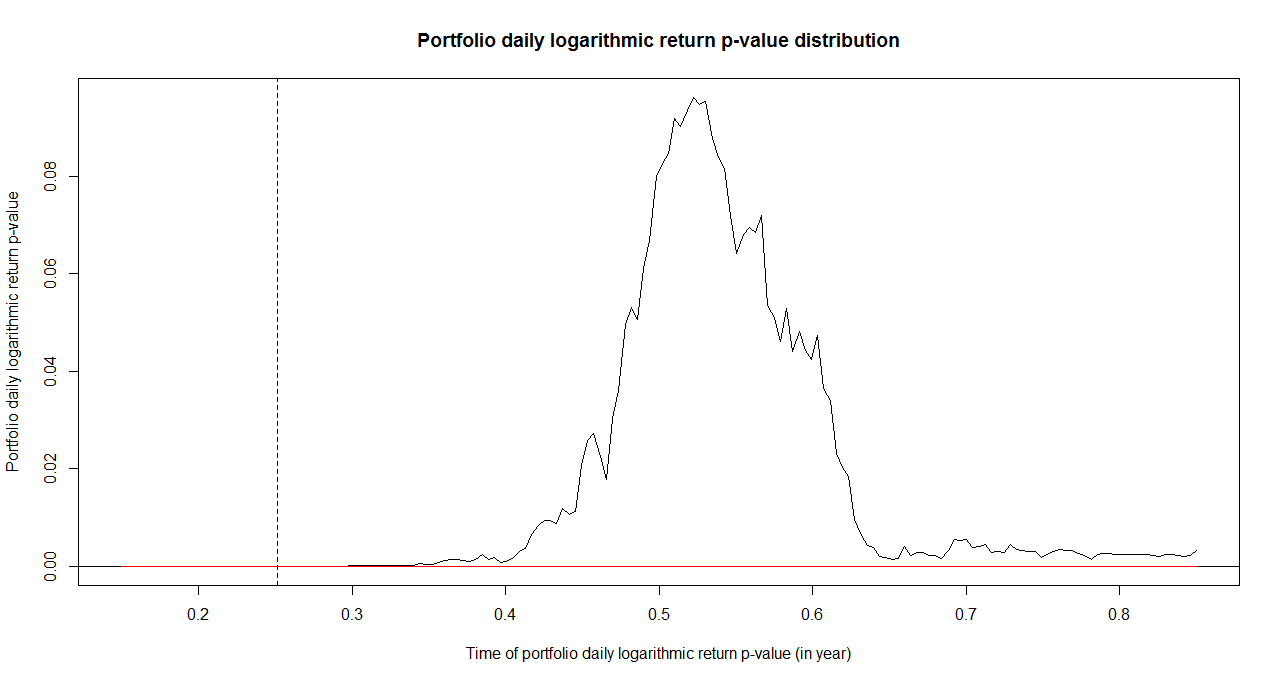 Portfolio daily logarithmic return p-value distribution
Portfolio daily logarithmic return p-value
0.08
0.06
0.04
0.02
0.00
0.2 0.3 0.4 0.5 0.6 0.7 0.8
Time of portfolio daily logarithmic return p-value (in year)